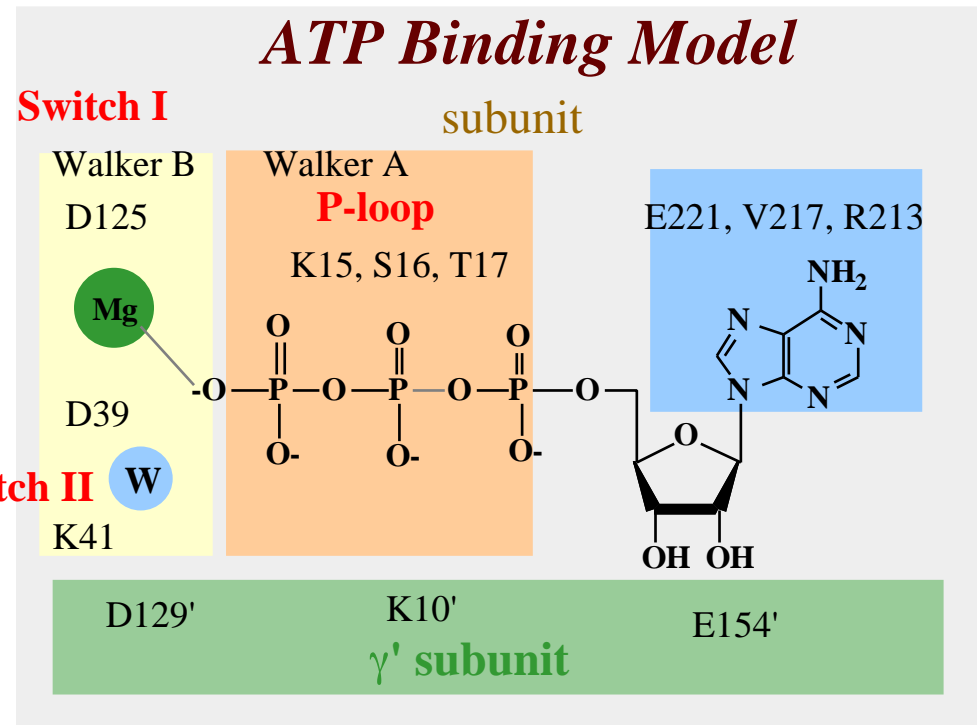 ATP Binding Model
Switch I
subunit
Walker B
Walker A
P-loop
D125
E221, V217, R213
K15, S16, T17
NH2
Mg
N
N
O
O
O
-O
P
O
P
O
P
O
N
N
D39
O
O-
O-
O-
tch II
W
K41
OH OH
D129'
K10'
E154'
γ' subunit